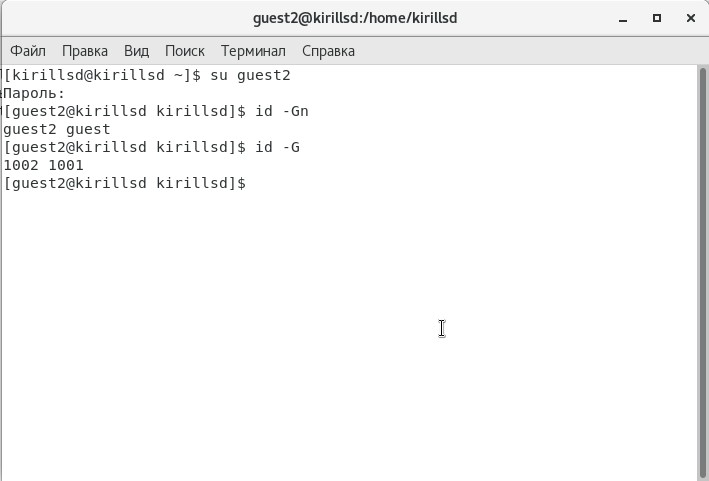 guest2@kirillsd:/home/kirillsd
Файл Правка Вид Поиск Терминал Справка
[kirillsd@kirillsd ~]$ su guest2
Пароль:
[guest2@kirillsd kirillsd]$ id -Gn
guest2 guest
[guest2@kirillsd kirillsd]$ id -G
1002 1001
[guest2@kirillsd kirillsd]$